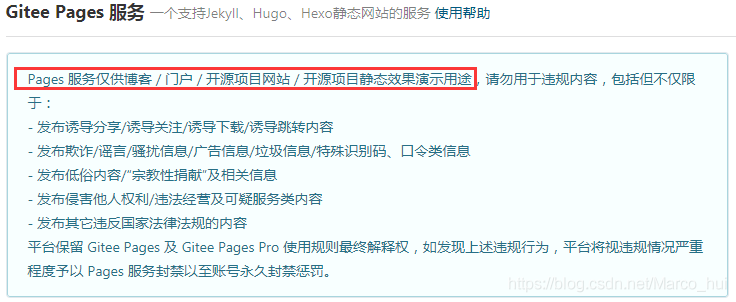 Gitee Pages 服务 一个支持Jekyll、Hugo、Hexo静态网站的服务 使用帮助
Pages 服务仅供博客 / 门户 / 开源项目网站 / 开源项目静态效果演示用途，请勿用于违规内容，包括但不仅限
于：
- 发布诱导分享/诱导关注/诱导下载/诱导跳转内容
- 发布欺诈/谣言/骚扰信息/广告信息/垃圾信息/特殊识别码、口令类信息
- 发布低俗内容/“宗教性捐献”及相关信息
- 发布侵害他人权利/违法经营及可疑服务类内容
- 发布其它违反国家法律法规的内容
平台保留 Gitee Pages 及 Gitee Pages Pro 使用规则最终解释权，如发现上述违规行为，平台将视违规情况严重
程度予以 Pages 服务封禁以至账号永久封禁惩罚。
https://blog.csdn.net/Marco_hui